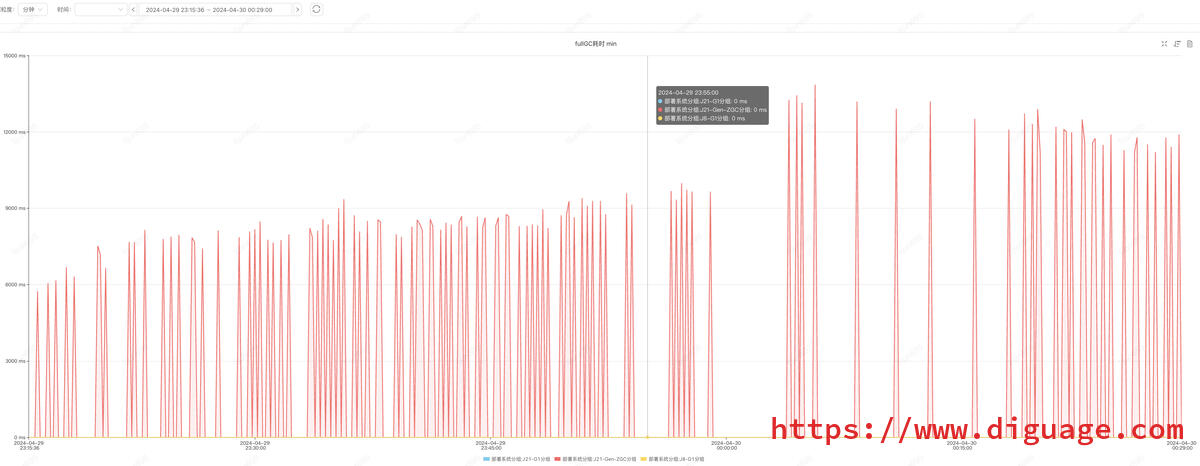 粒度: 分钟 时间: 2024-04-29 23:15:36 ~ 2024-04-30 00:29:00
fullGC耗时 min
15000 ms
12000 ms
9000 ms
6000 ms
3000 ms
0 ms
2024-04-29 23:55:00
部署系统分组:J21-G1分组: 0 ms
部署系统分组:J21-Gen-ZGC分组: 0 ms
部署系统分组:J8-G1分组: 0 ms
2024-04-29
23:15:36
2024-04-29
23:30:00
2024-04-29
23:45:00
2024-04-30
00:00:00
2024-04-30
00:15:00
2024-04-30
00:29:00
部署系统分组:J21-G1分组 部署系统分组:J21-Gen-ZGC分组 部署系统分组:J8-G1分组
https://www.diguage.com